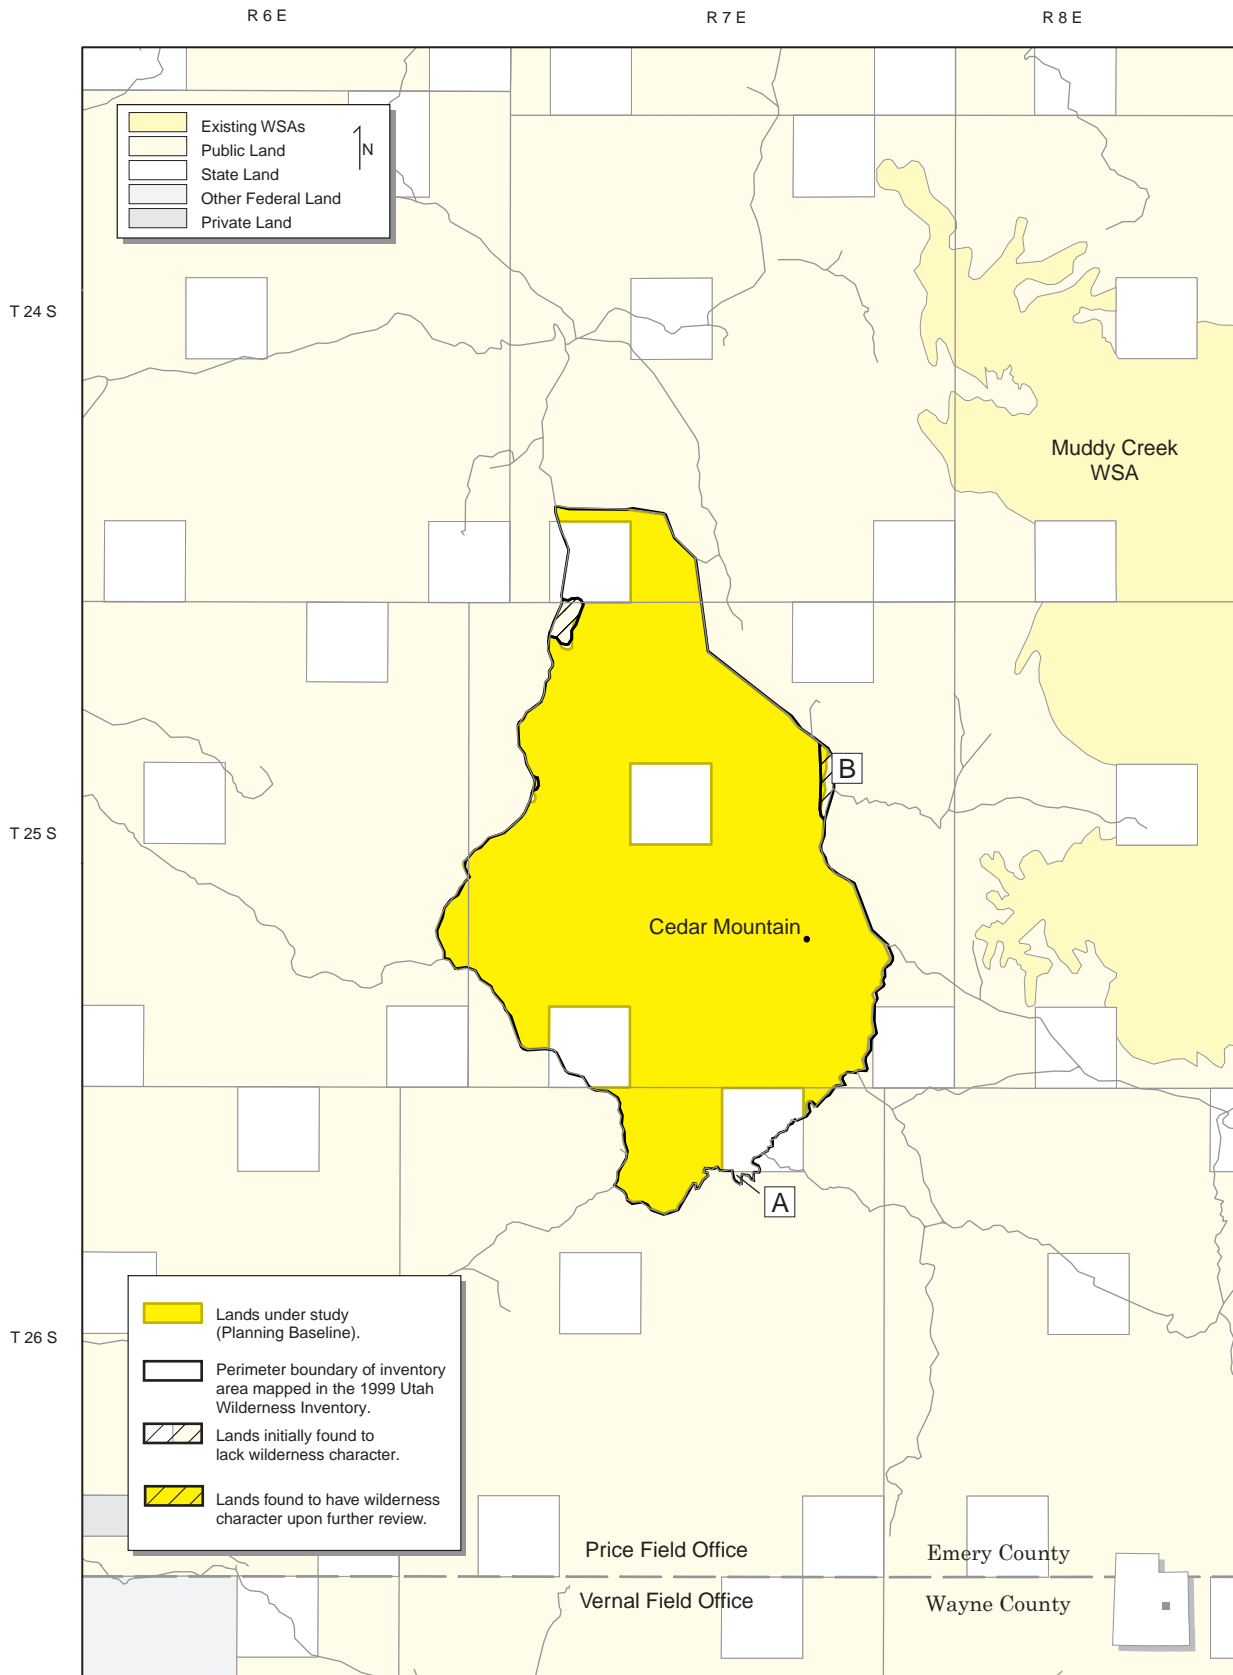 R 6 E
R 7 E
R 8 E
Existing WSAs
Public Land
State Land
Other Federal Land
Private Land
N
T 24 S
Muddy Creek
WSA
B
T 25 S
Cedar Mountain
A
Lands under study
(Planning Baseline).
T 26 S
Perimeter boundary of inventory
area mapped in the 1999 Utah
Wilderness Inventory.
Lands initially found to
lack wilderness character.
Lands found to have wilderness
character upon further review.
Price Field Office
Emery County
Vernal Field Office
Wayne County